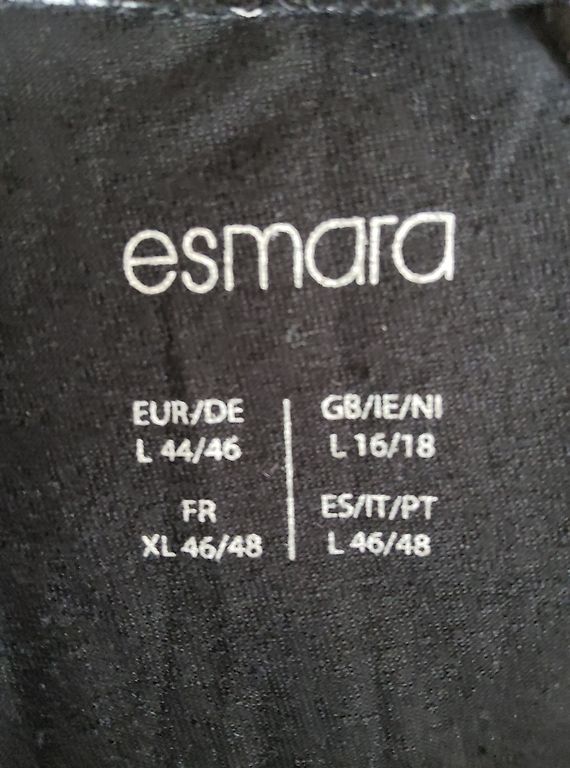 esmara
EUR/DE
L 44/46
GB/IE/NI
L 16/18
FR
XL 46/48
ES/IT/PT
L 46/48